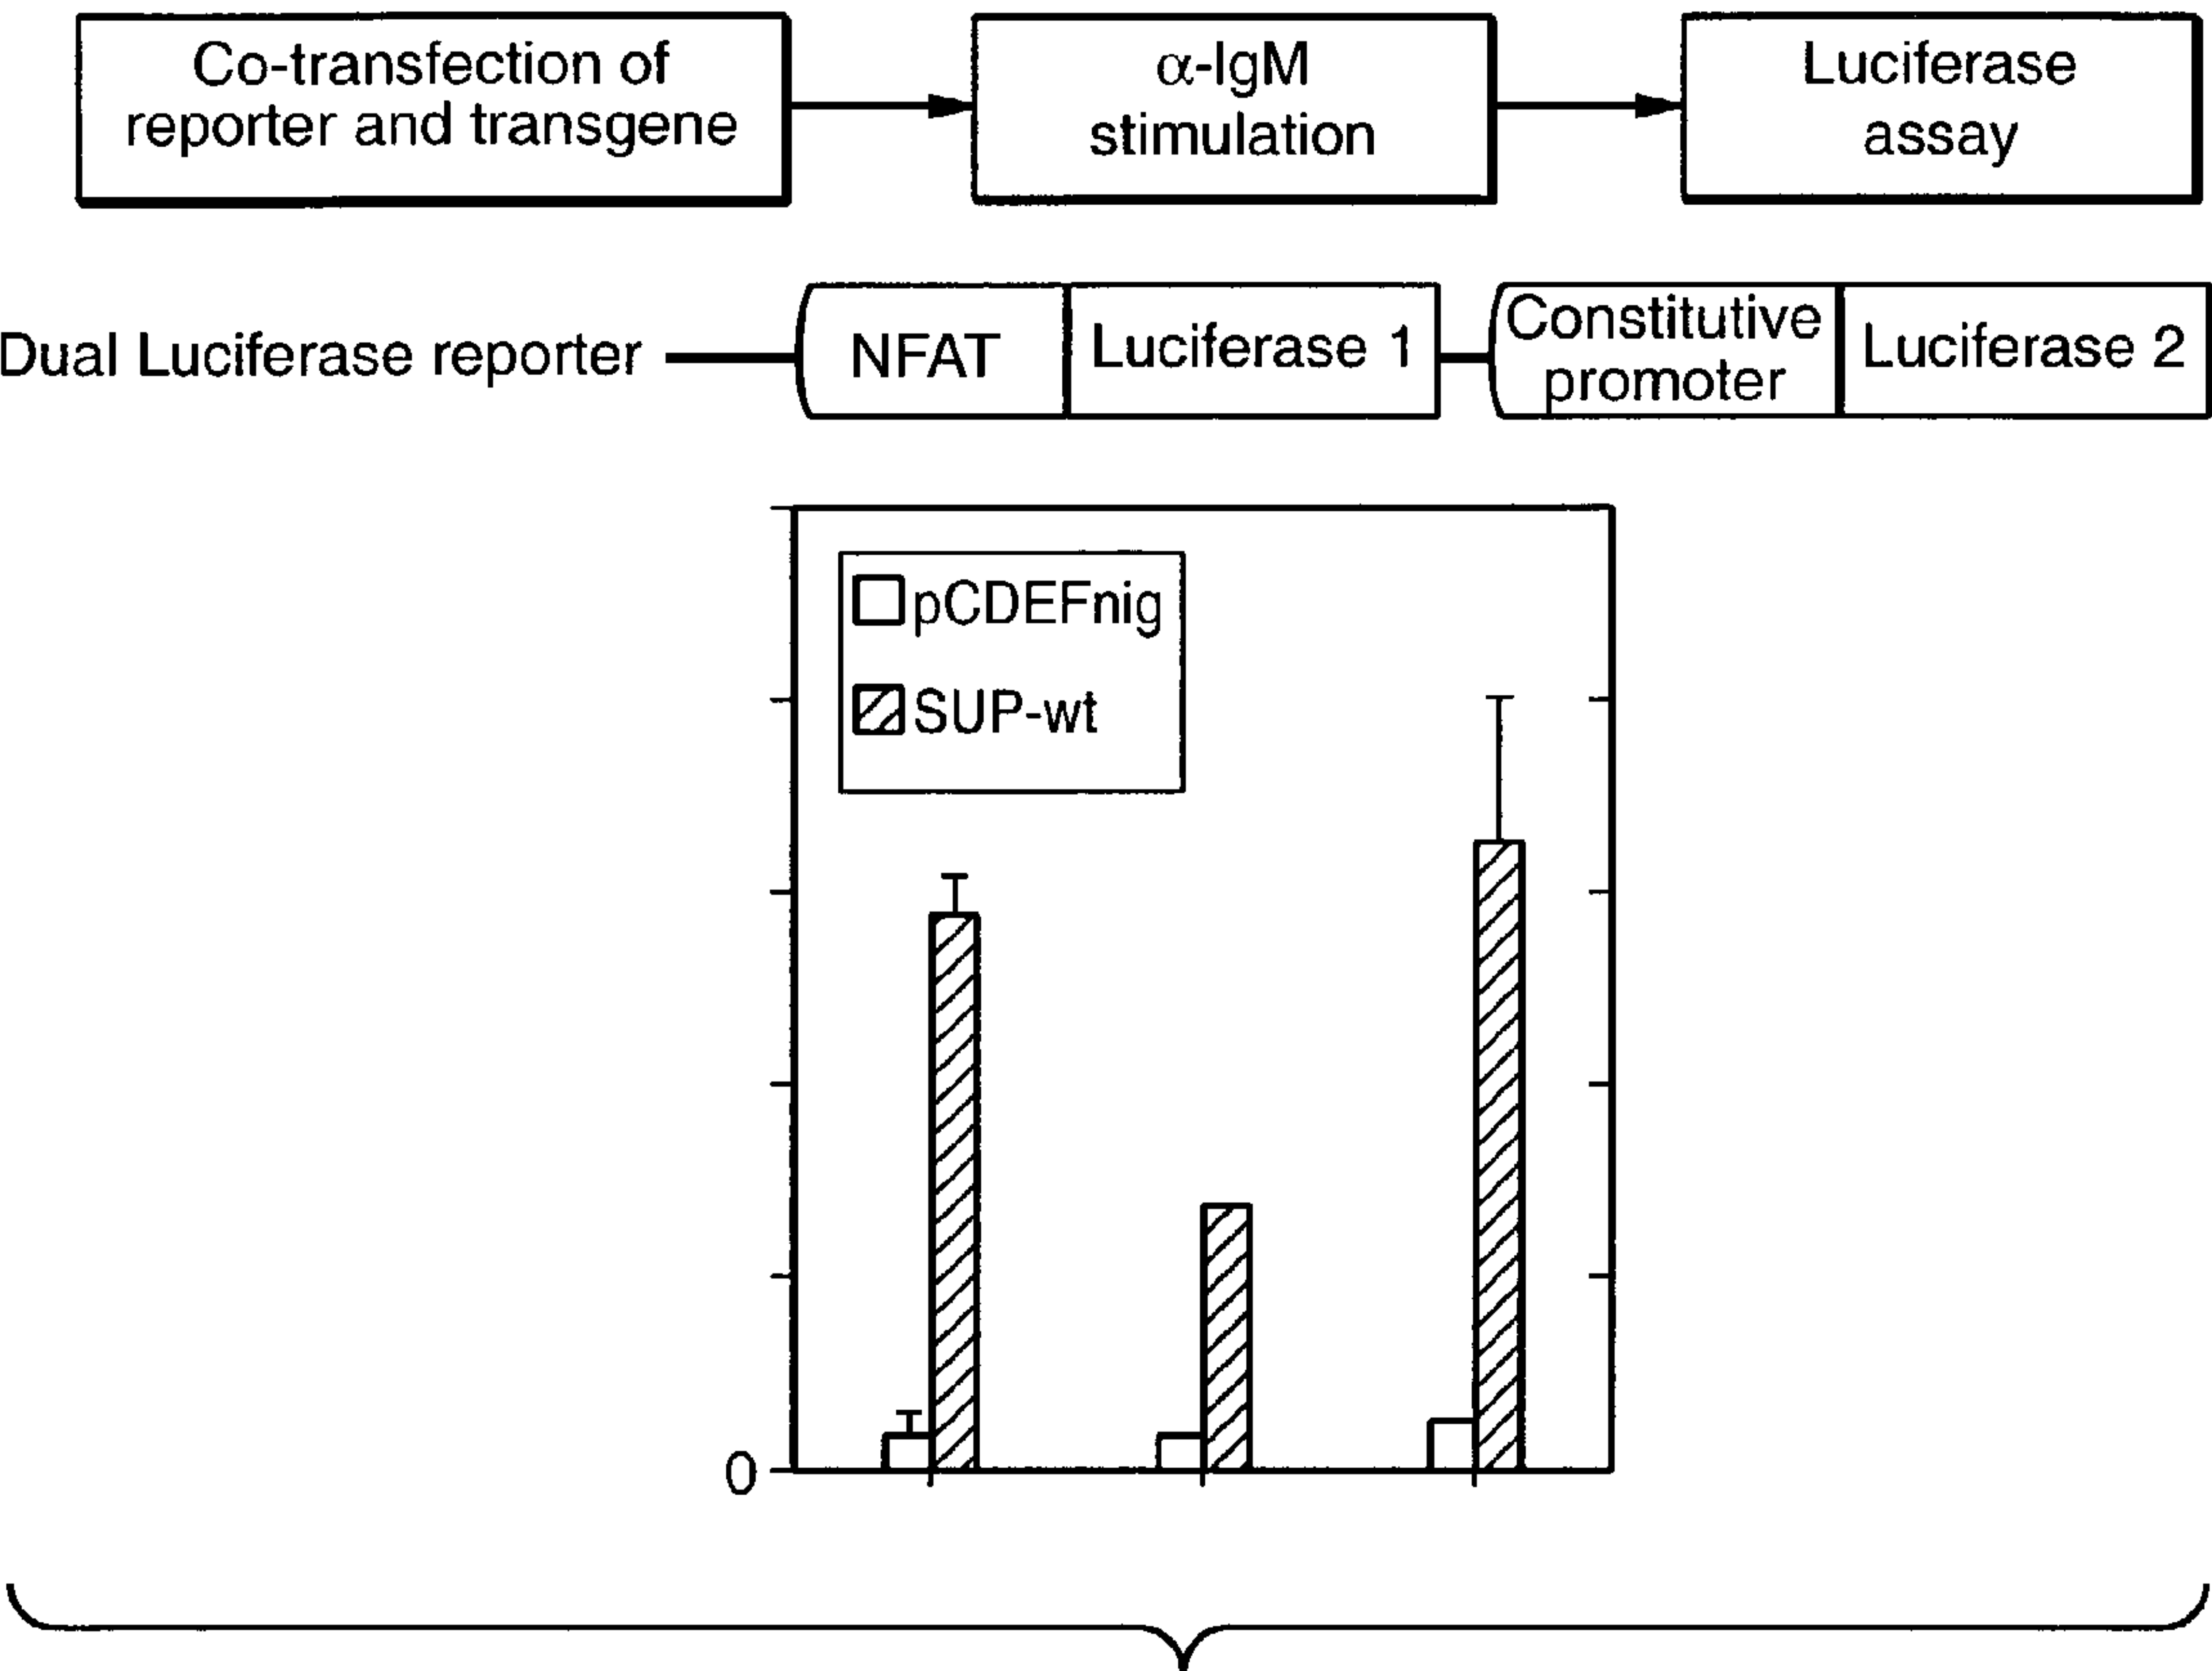 Co-transfection of
reporter and transgene
α-IgM
stimulation
Luciferase
assay
Dual Luciferase reporter
NFAT
Luciferase 1
Constitutive
promoter
Luciferase 2
pCDEFnig
SUP-wt
0